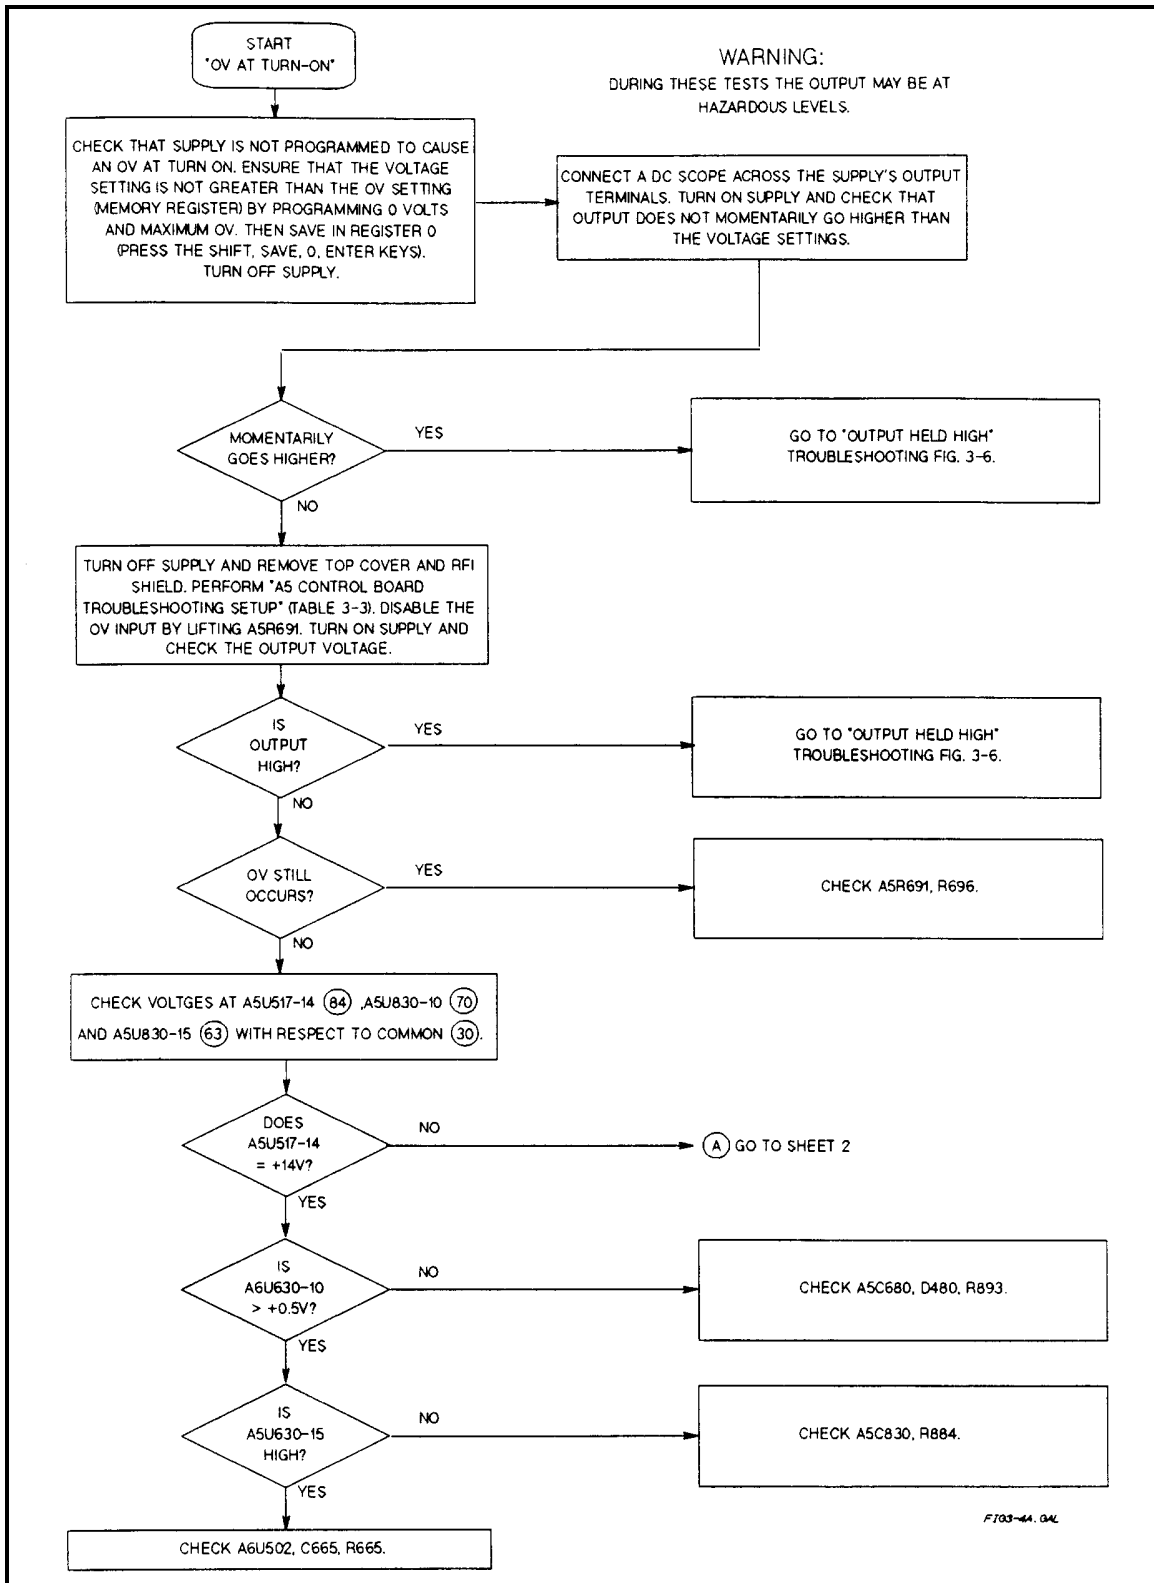 START
"OV AT TURN-ON"
WARNING:
DURING THESE TESTS THE OUTPUT MAY BE AT
HAZARDOUS LEVELS.
CHECK THAT SUPPLY IS NOT PROGRAMMED TO CAUSE
AN OV AT TURN ON. ENSURE THAT THE VOLTAGE
SETTING IS NOT GREATER THAN THE OV SETTING
(MEMORY REGISTER) BY PROGRAMMING 0 VOLTS
AND MAXIMUM OV. THEN SAVE IN REGISTER 0
(PRESS THE SHIFT, SAVE, 0, ENTER KEYS).
TURN OFF SUPPLY.
CONNECT A DC SCOPE ACROSS THE SUPPLY'S OUTPUT
TERMINALS. TURN ON SUPPLY AND CHECK THAT
OUTPUT DOES NOT MOMENTARILY GO HIGHER THAN
THE VOLTAGE SETTINGS.
MOMENTARILY
GOES HIGHER?
YES
GO TO "OUTPUT HELD HIGH"
TROUBLESHOOTING FIG. 3-6.
NO
TURN OFF SUPPLY AND REMOVE TOP COVER AND RFI
SHIELD. PERFORM "A5 CONTROL BOARD
TROUBLESHOOTING SETUP" (TABLE 3-3). DISABLE THE
OV INPUT BY LIFTING A5R691. TURN ON SUPPLY AND
CHECK THE OUTPUT VOLTAGE.
IS
OUTPUT
HIGH?
YES
GO TO "OUTPUT HELD HIGH"
TROUBLESHOOTING FIG. 3-6.
NO
OV STILL
OCCURS?
YES
CHECK A5R691, R696.
NO
CHECK VOLTGES AT A5U517-14 (84) ,A5U830-10 (70)
AND A5U830-15 (63) WITH RESPECT TO COMMON (30).
DOES
A5U517-14
= +14V?
NO
(A) GO TO SHEET 2
YES
IS
A6U630-10
> +0.5V?
NO
CHECK A5C680, D480, R893.
YES
IS
A5U630-15
HIGH?
NO
CHECK A5C830, R884.
YES
CHECK A6U502, C665, R665.
FIG3-4A.GAL